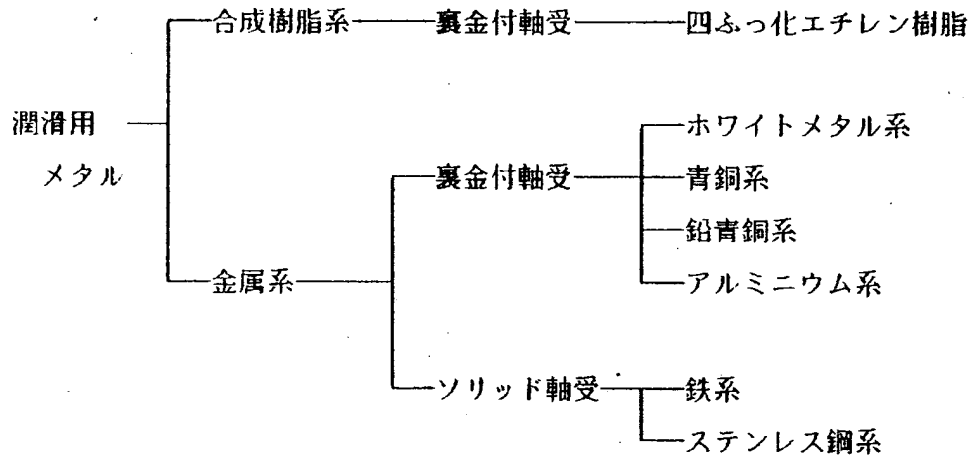 合成樹脂系
裏金付軸受
四ふっ化エチレン樹脂
潤滑用
メタル
ホワイトメタル系
裏金付軸受
青銅系
鉛青銅系
金属系
アルミニウム系
ソリッド軸受
鉄系
ステンレス鋼系